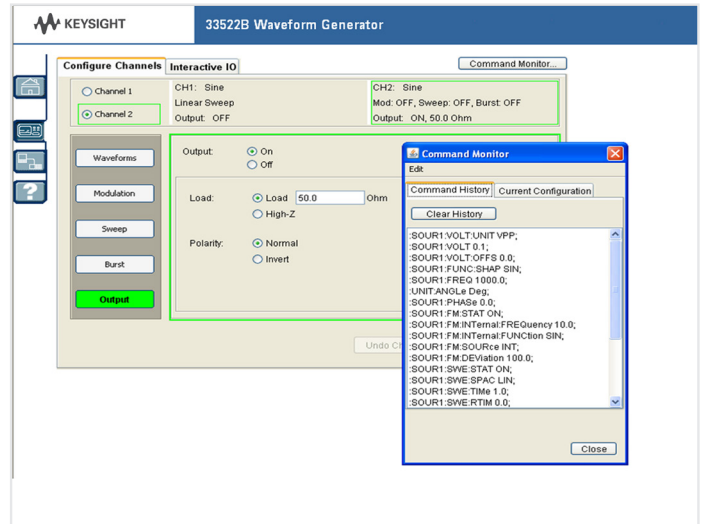 KEYSIGHT
33522B Waveform Generator
Configure Channels
Interactive IO
Command Monitor...
Channel 1
Channel 2
CH1: Sine
Linear Sweep
Output: OFF
CH2: Sine
Mod: OFF, Sweep: OFF, Burst: OFF
Output: ON, 50.0 Ohm
Waveforms
Modulation
Sweep
Burst
Output
Output:
On
Off
Load:
Load 50.0 Ohm
High-Z
Polarity:
Normal
Invert
Undo
Command Monitor
Edit
Command History
Current Configuration
Clear History
:SOUR1:VOLT:UNIT VPP;
:SOUR1:VOLT 0.1;
:SOUR1:VOLT:OFFS 0.0;
:SOUR1:FUNC:SHAP SIN;
:SOUR1:FREQ 1000.0;
:UNIT:ANGLe Deg;
:SOUR1:PHASe 0.0;
:SOUR1:FM:STAT ON;
:SOUR1:FM:INTernal:FREQuency 10.0;
:SOUR1:FM:INTernal:FUNCtion SIN;
:SOUR1:FM:SOURce INT;
:SOUR1:FM:DEViation 100.0;
:SOUR1:SWE:STAT ON;
:SOUR1:SWE:SPAC LIN;
:SOUR1:SWE:TIMe 1.0;
:SOUR1:SWE:RTIM 0.0;
Close